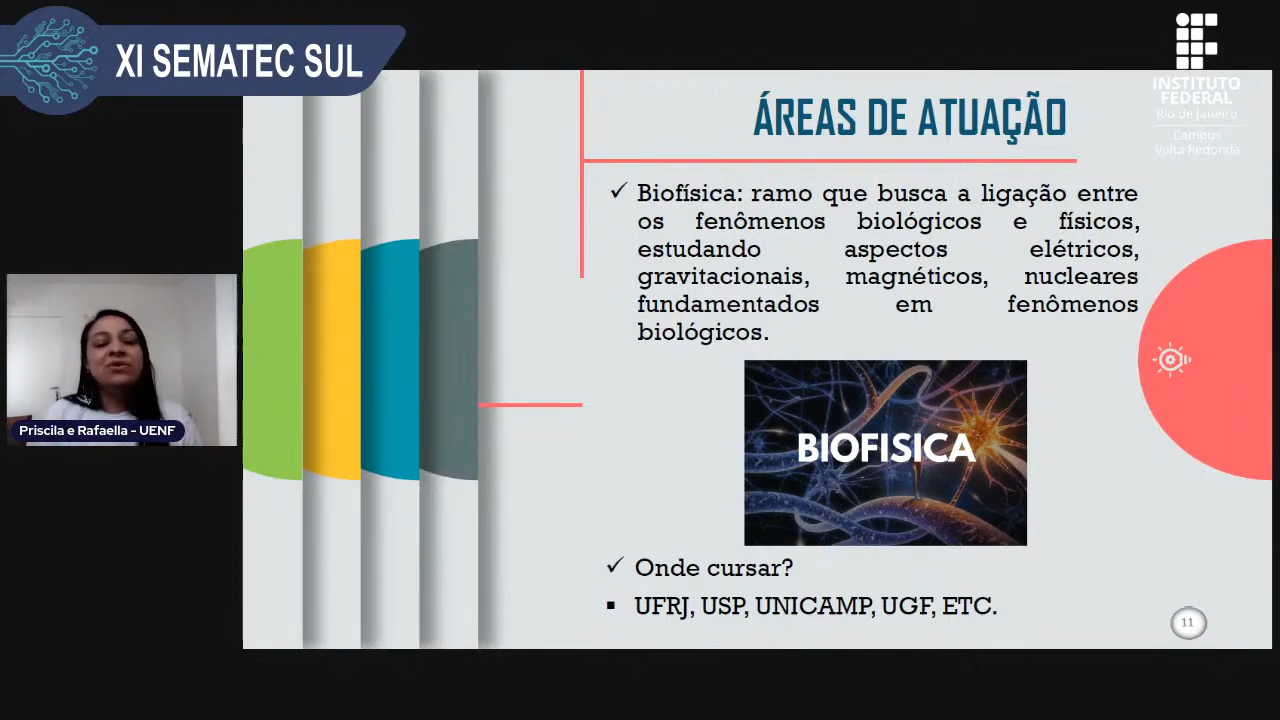 XI SEMATEC SUL
INSTITUTO
FEDERAL
Rio de Janeiro
Campus
Volta Redonda
ÁREAS DE ATUAÇÃO
✓ Biofísica: ramo que busca a ligação entre
os fenômenos biológicos e físicos,
estudando aspectos elétricos,
gravitacionais, magnéticos, nucleares
fundamentados em fenômenos
biológicos.
BIOFISICA
Priscila e Rafaella - UENF
✓ Onde cursar?
▪ UFRJ, USP, UNICAMP, UGF, ETC.
11